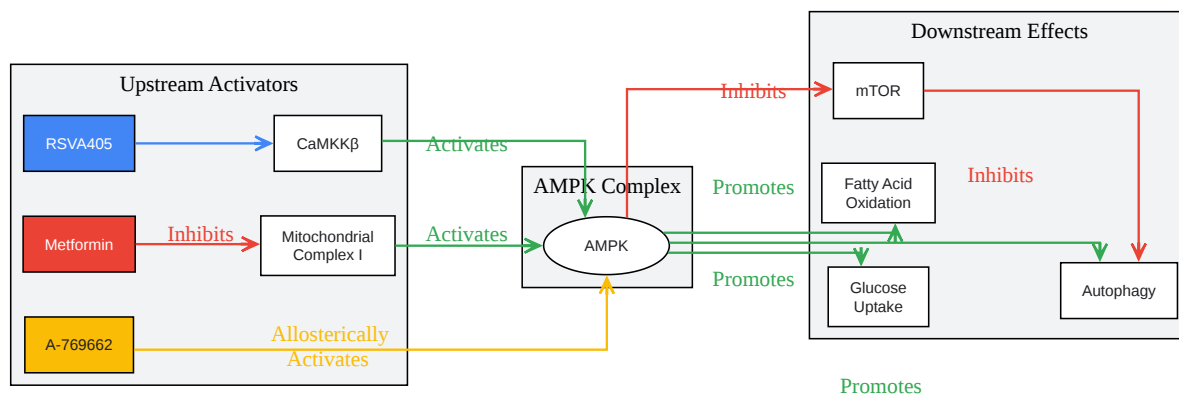 Downstream Effects
Upstream Activators
mTOR
Inhibits
RSVA405
CaMKKβ
Activates
AMPK Complex
Promotes
Fatty Acid
Oxidation
Inhibits
Metformin
Inhibits
Mitochondrial
Complex I
Activates
AMPK
Promotes
Glucose
Uptake
Autophagy
A-769662
Allosterically
Activates
Promotes